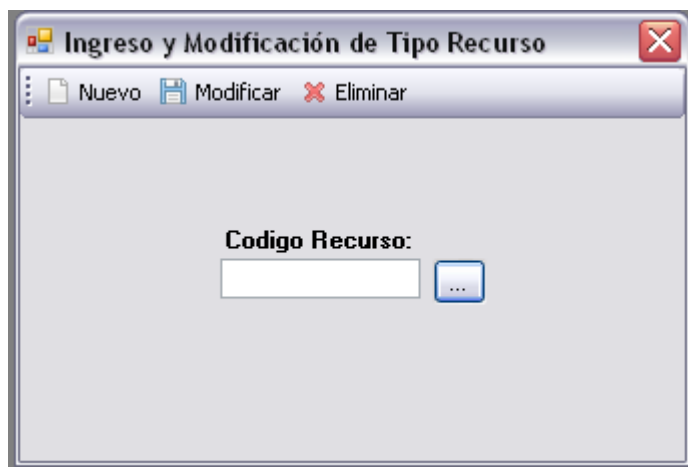 Ingreso y Modificación de Tipo Recurso
Nuevo Modificar Eliminar
Codigo Recurso:
...